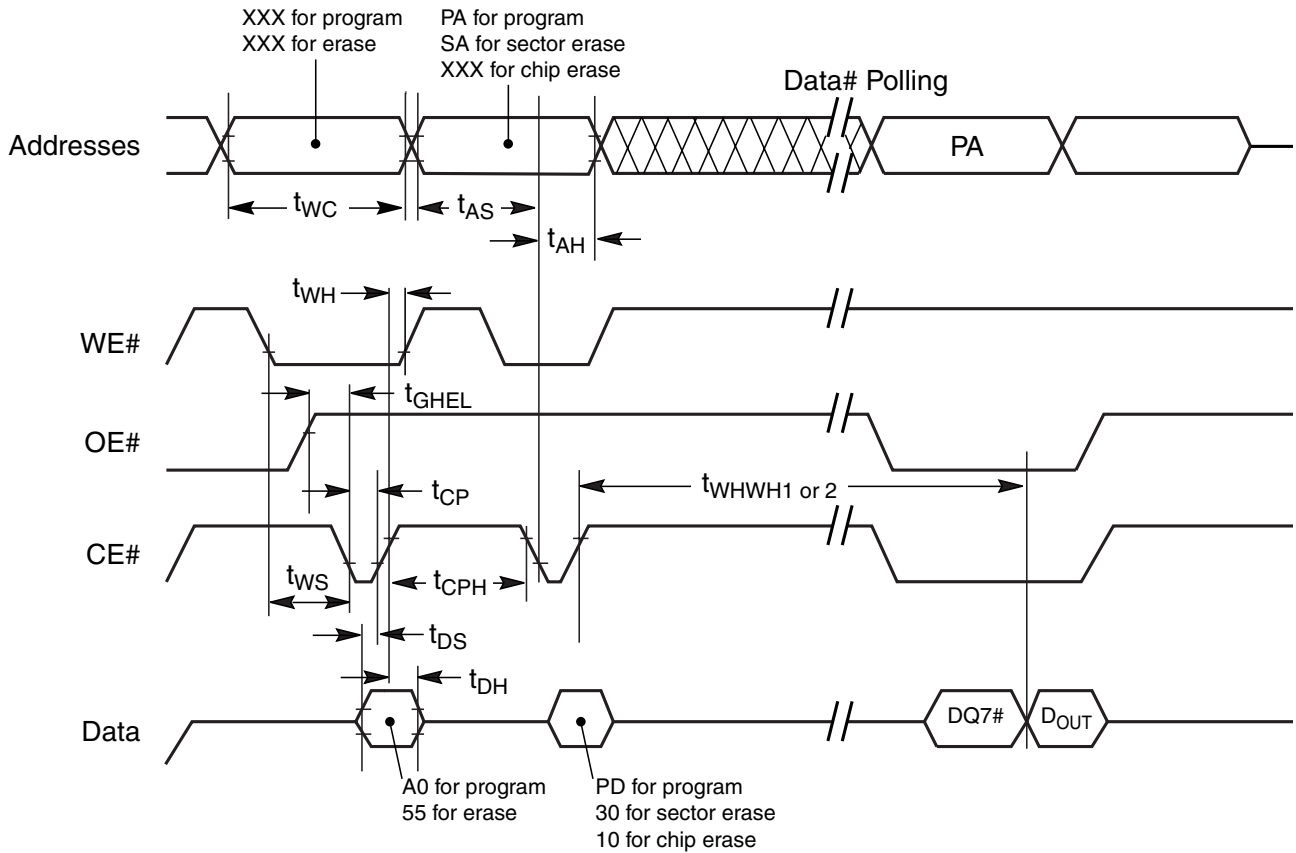 XXX for program
XXX for erase
PA for program
SA for sector erase
XXX for chip erase
Data# Polling
Addresses
PA
tWC
tAS
tAH
tWH
WE#
tGHEL
OE#
tCP
tWHWH1 or 2
CE#
tWS
tCPH
tDS
tDH
Data
DQ7#
DOUT
A0 for program
55 for erase
PD for program
30 for sector erase
10 for chip erase